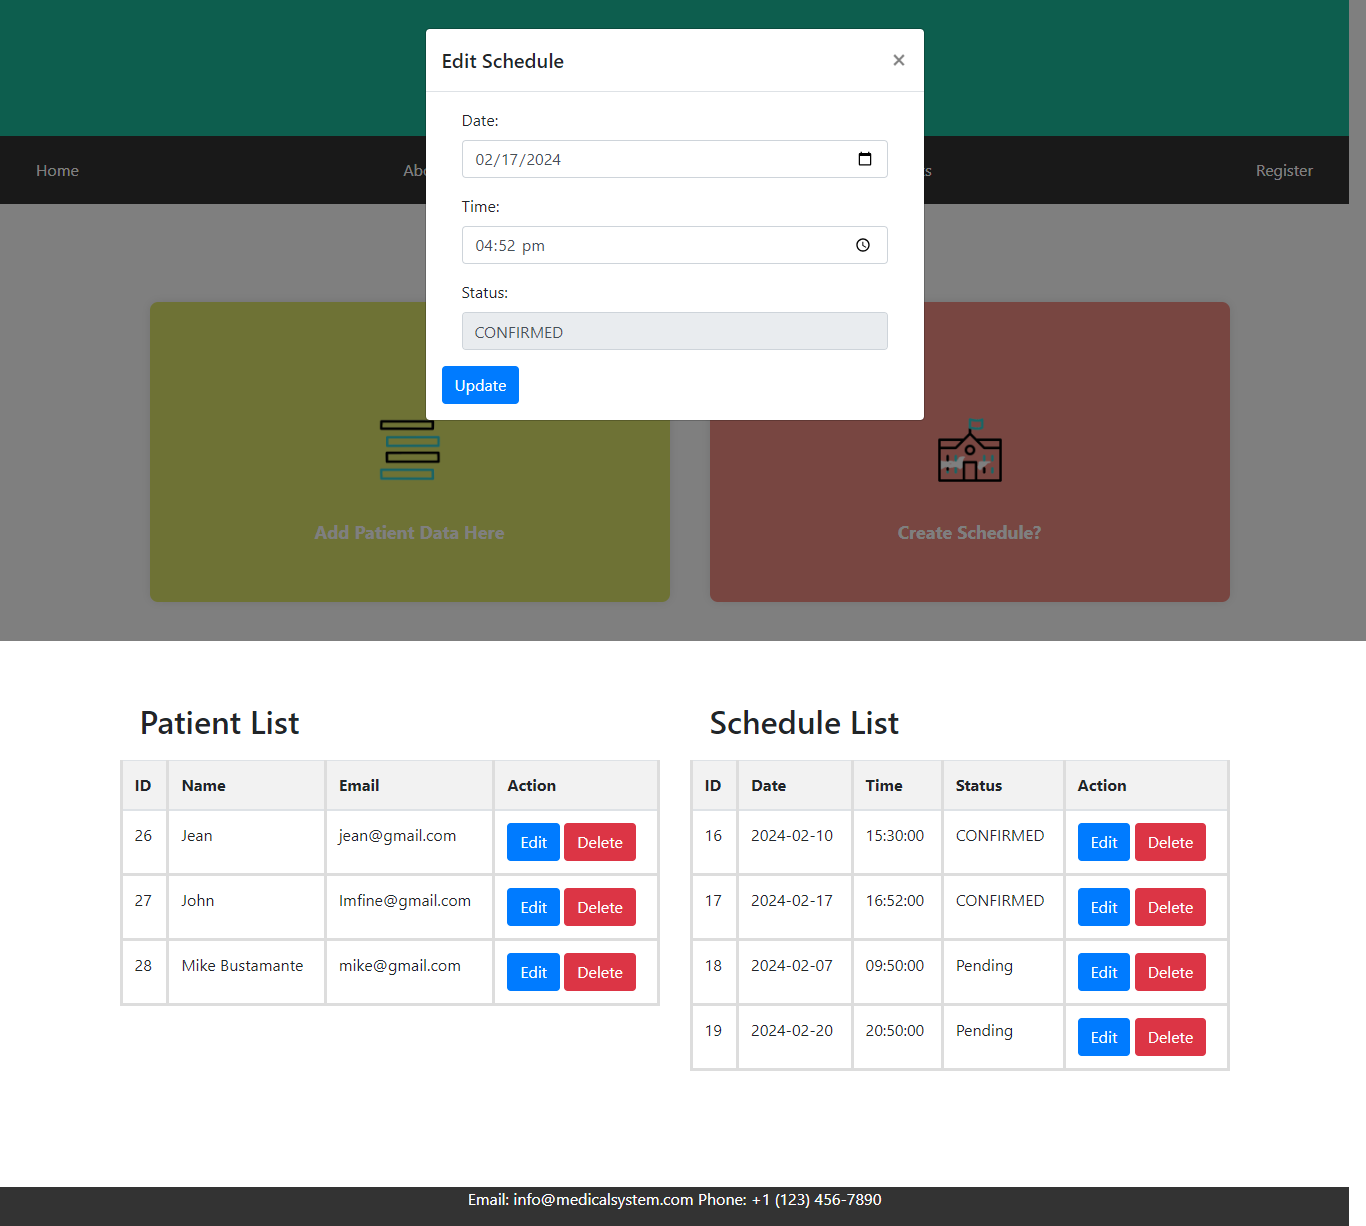 Edit Schedule ×
Date:
02/17/2024
Home Abo ts Register
Time:
04:52 pm
Status:
CONFIRMED
Update
Add Patient Data Here Create Schedule?
Patient List Schedule List
ID Name Email Action ID Date Time Status Action
26 Jean jean@gmail.com Edit Delete 16 2024-02-10 15:30:00 CONFIRMED Edit Delete
27 John Imfine@gmail.com Edit Delete 17 2024-02-17 16:52:00 CONFIRMED Edit Delete
28 Mike Bustamante mike@gmail.com Edit Delete 18 2024-02-07 09:50:00 Pending Edit Delete
19 2024-02-20 20:50:00 Pending Edit Delete
Email: info@medicalsystem.com Phone: +1 (123) 456-7890